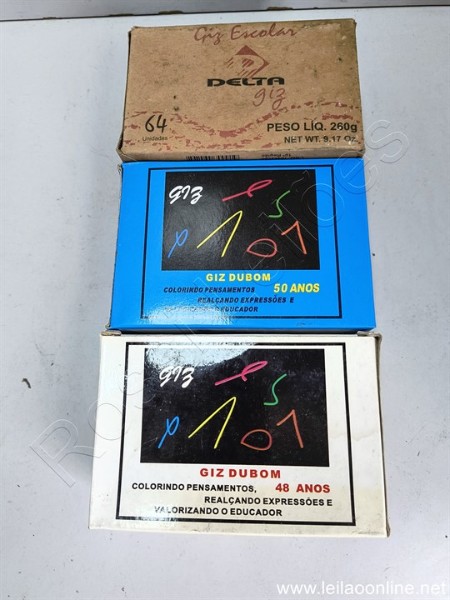 Giz Escolar
DELTA
giz
64
Unidades
PESO LÍQ. 260g
NET WT. 9.17 Oz.
GIZ
GIZ DUBOM
COLORINDO PENSAMENTOS 50 ANOS
REALÇANDO EXPRESSÕES E
EDUCADOR
GIZ
GIZ DUBOM
COLORINDO PENSAMENTOS, 48 ANOS
REALÇANDO EXPRESSÕES E
VALORIZANDO O EDUCADOR
www.leilaoonline.net